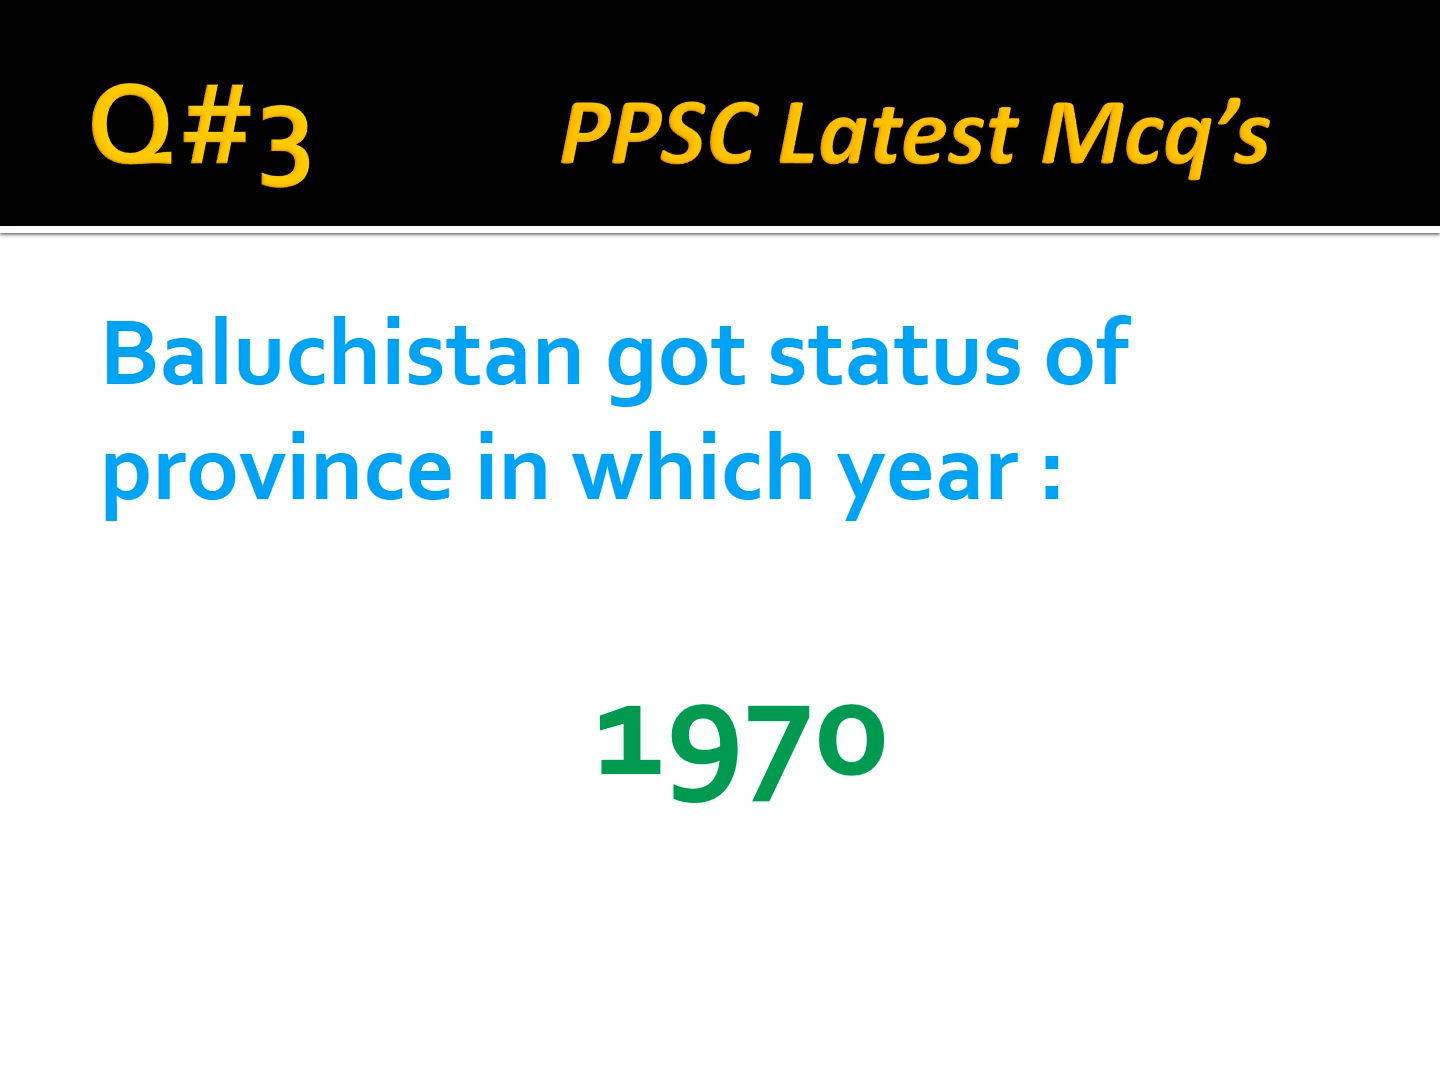 Q#3 PPSC Latest Mcq’s
Baluchistan got status of
province in which year :
1970